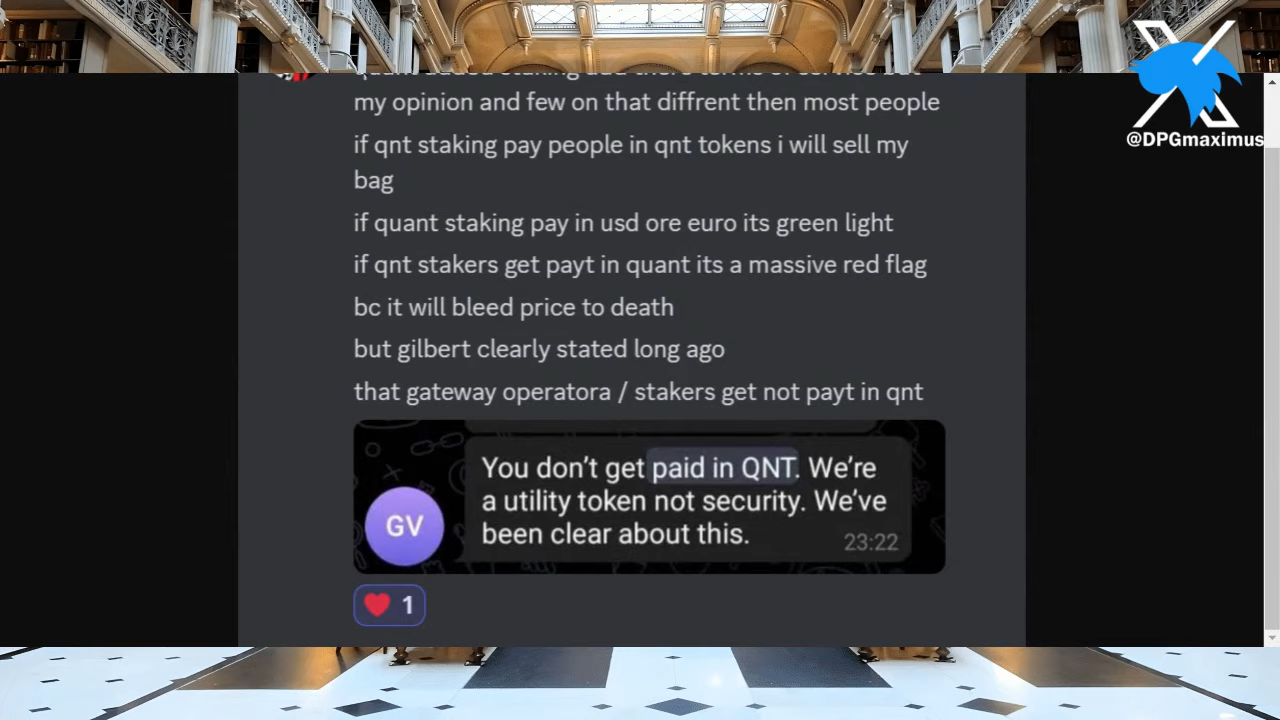 @DPGmaximus
my opinion and few on that diffrent then most people
if qnt staking pay people in qnt tokens i will sell my
bag
if quant staking pay in usd ore euro its green light
if qnt stakers get payt in quant its a massive red flag
bc it will bleed price to death
but gilbert clearly stated long ago
that gateway operatora / stakers get not payt in qnt
GV
You don't get paid in QNT. We're
a utility token not security. We've
been clear about this.
23:22
1